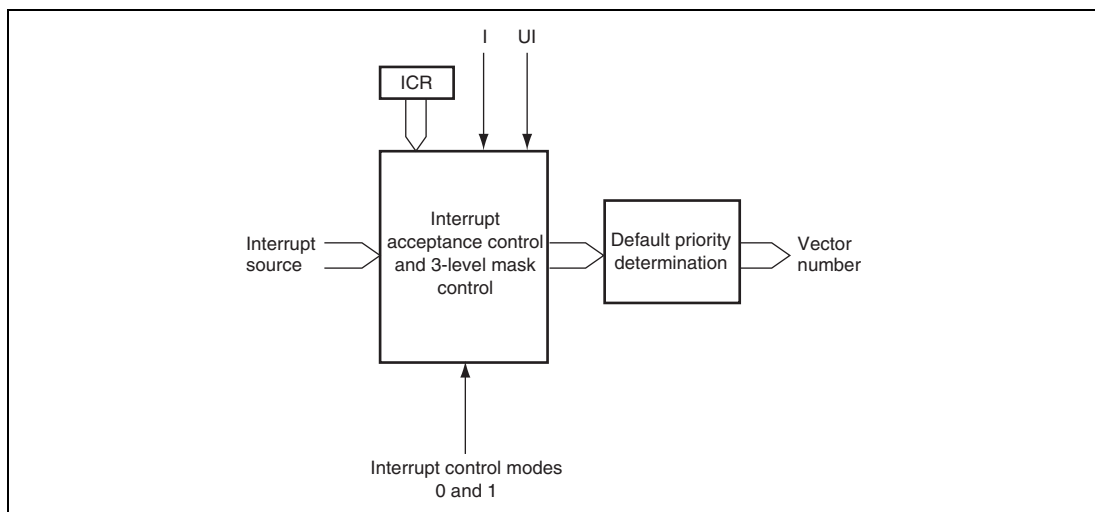 I
UI
ICR
Interrupt
acceptance control
and 3-level mask
control
Interrupt
source
Default priority
determination
Vector
number
Interrupt control modes
0 and 1